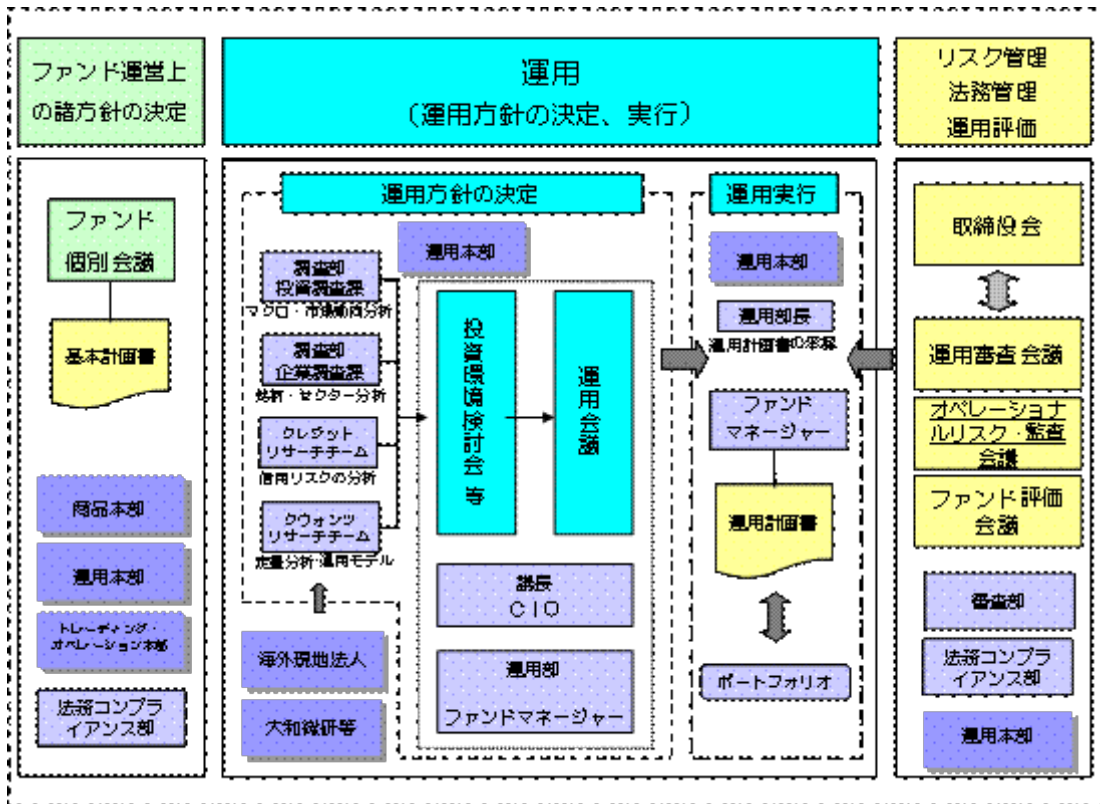 ファンド運営上
の諸方針の決定
運用
（運用方針の決定、実行）
リスク管理
法務管理
運用評価
ファンド
個別会議
基本計画書
商品本部
運用本部
トレーディング・
オペレーション本部
法務コンプラ
イアンス部
運用方針の決定
運用本部
調査部
投資調査課
マクロ・市場動向分析
調査部
企業調査課
銘柄・セクター分析
クレジット
リサーチチーム
信用リスクの分析
クウォンツ
リサーチチーム
定量分析・運用モデル
海外現地法人
大和総研等
投資環境検討会 等
運用会議
議長
CIO
運用部
ファンドマネージャー
運用実行
運用本部
運用部長
運用計画書の承認
ファンド
マネージャー
運用計画書
ポートフォリオ
取締役会
運用審査会議
オペレーショナ
ルリスク・監査
会議
ファンド評価
会議
審査部
法務コンプラ
イアンス部
運用本部